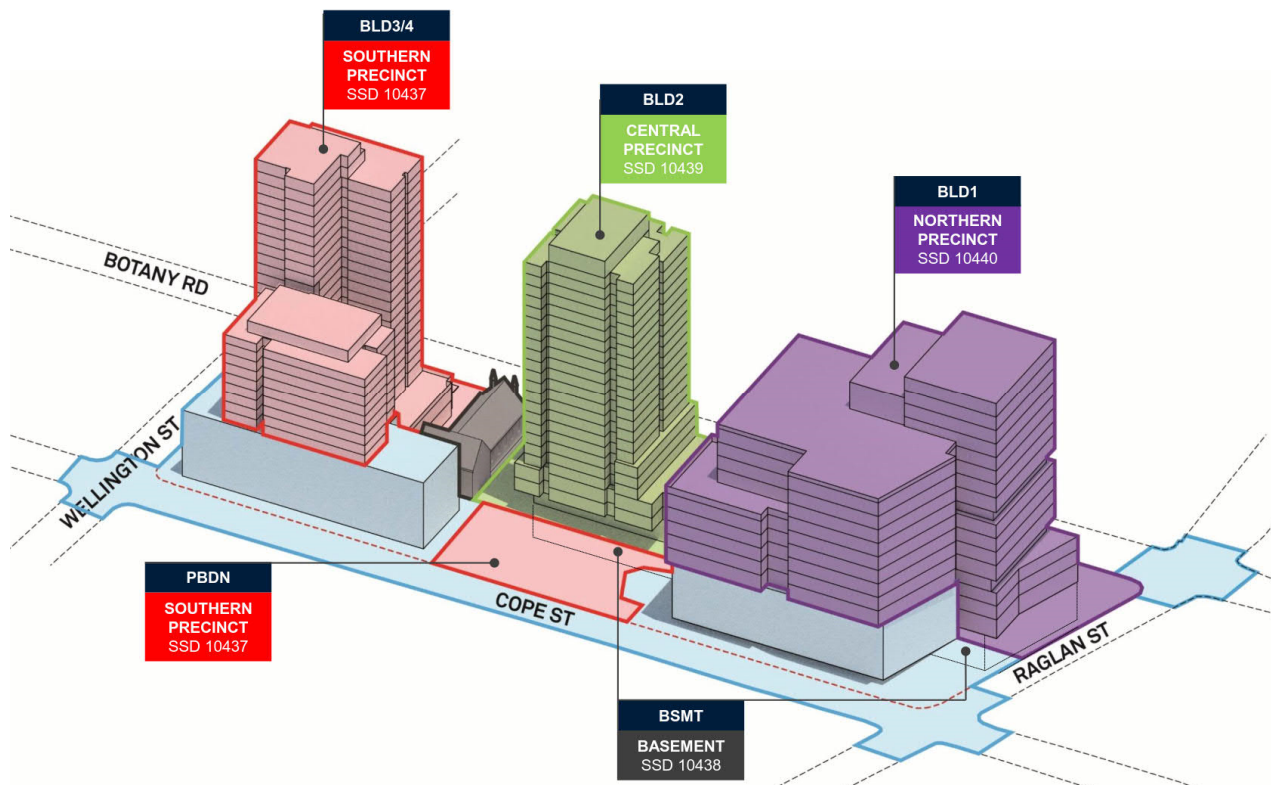 BLD3/4
SOUTHERN
PRECINCT
SSD 10437
BLD2
CENTRAL
PRECINCT
SSD 10439
BLD1
NORTHERN
PRECINCT
SSD 10440
BOTANY RD
WELLINGTON ST
PBDN
SOUTHERN
PRECINCT
SSD 10437
COPE ST
RAGLAN ST
BSMT
BASEMENT
SSD 10438